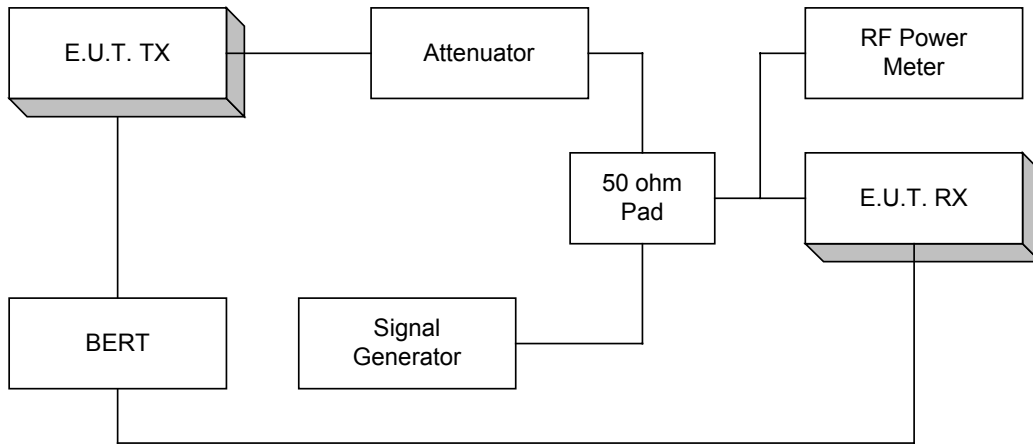 E.U.T. TX
Attenuator
RF Power
Meter
50 ohm
Pad
E.U.T. RX
BERT
Signal
Generator